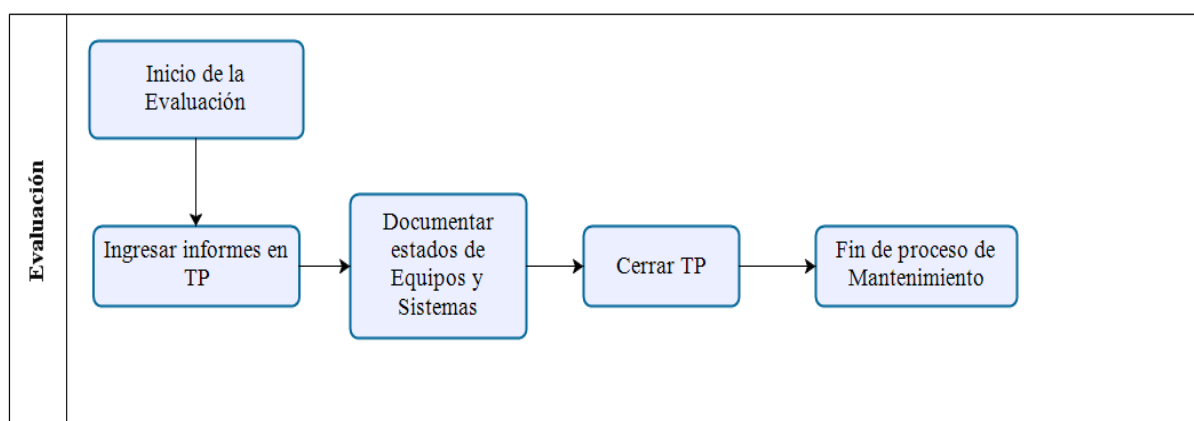 Evaluación
Inicio de la
Evaluación
Ingresar informes en
TP
Documentar
estados de
Equipos y
Sistemas
Cerrar TP
Fin de proceso de
Mantenimiento